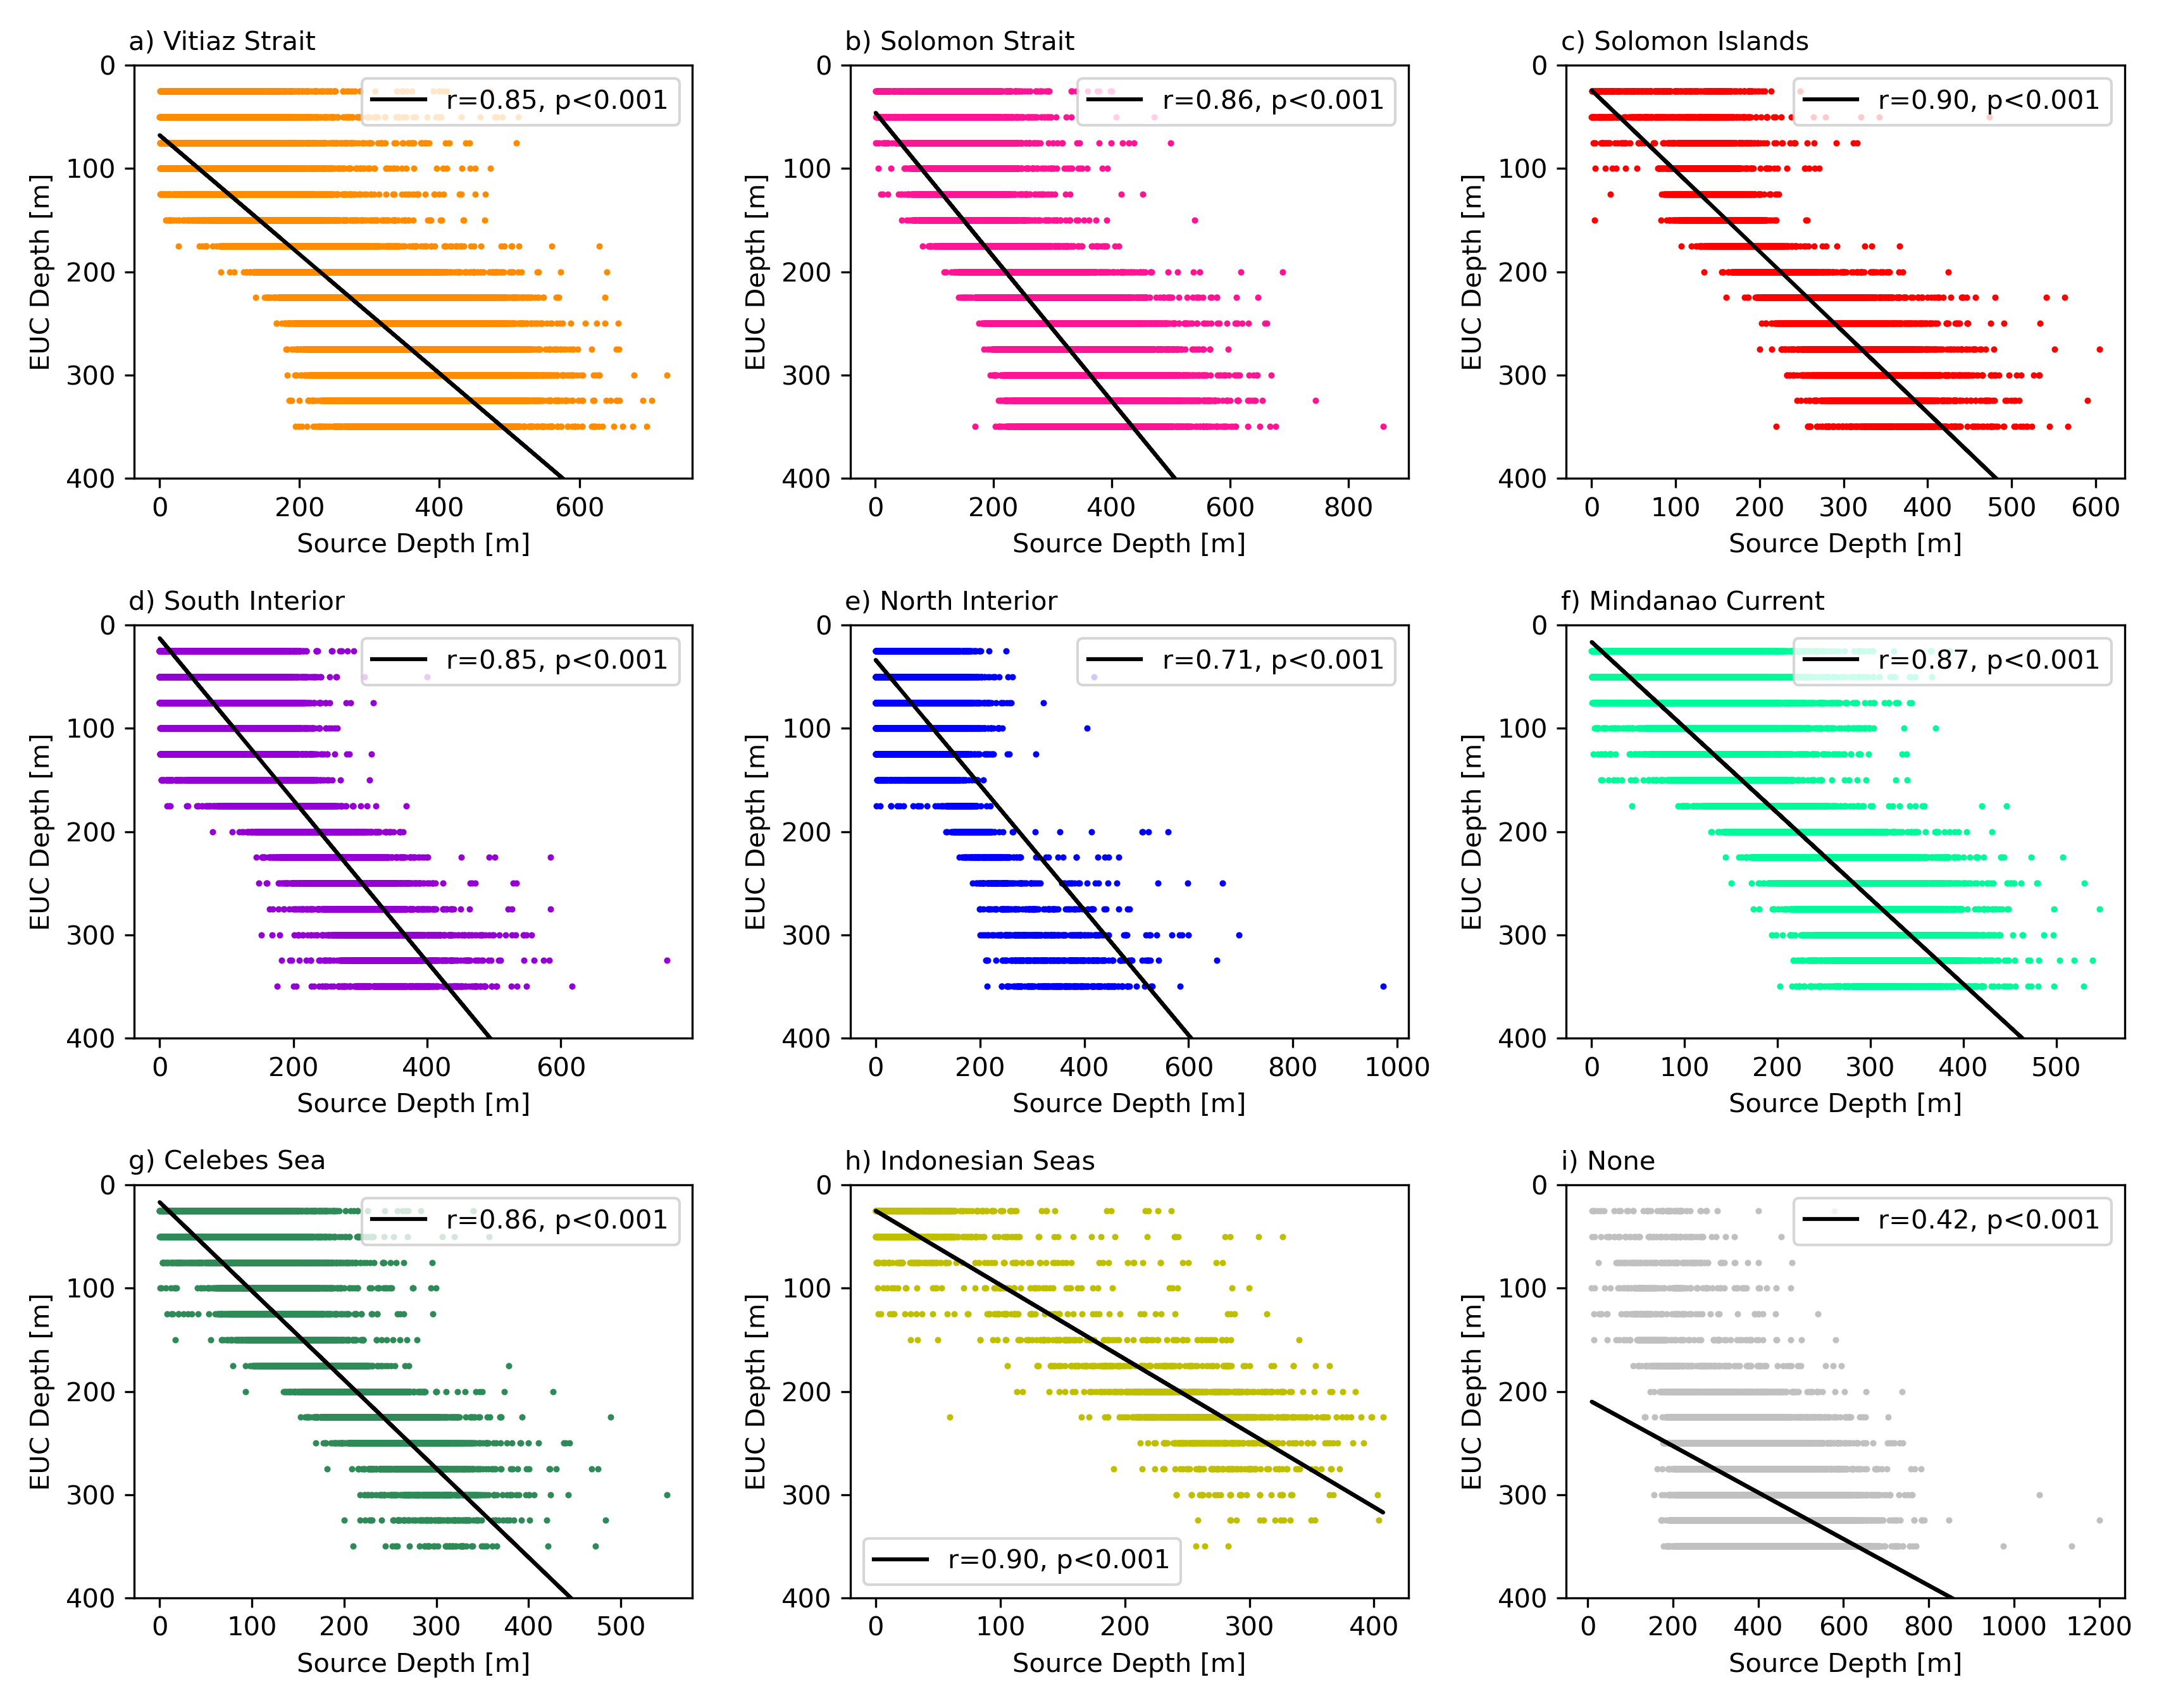 a) Vitiaz Strait
b) Solomon Strait
c) Solomon Islands
0
100
200
300
400
EUC Depth [m]
r=0.85, p<0.001
0 200 400 600
Source Depth [m]
0
100
200
300
400
EUC Depth [m]
r=0.86, p<0.001
0 200 400 600 800
Source Depth [m]
0
100
200
300
400
EUC Depth [m]
r=0.90, p<0.001
0 100 200 300 400 500 600
Source Depth [m]
d) South Interior
e) North Interior
f) Mindanao Current
0
100
200
300
400
EUC Depth [m]
r=0.85, p<0.001
0 200 400 600
Source Depth [m]
0
100
200
300
400
EUC Depth [m]
r=0.71, p<0.001
0 200 400 600 800 1000
Source Depth [m]
0
100
200
300
400
EUC Depth [m]
r=0.87, p<0.001
0 100 200 300 400 500
Source Depth [m]
g) Celebes Sea
h) Indonesian Seas
i) None
0
100
200
300
400
EUC Depth [m]
r=0.86, p<0.001
0 100 200 300 400 500
Source Depth [m]
0
100
200
300
400
EUC Depth [m]
r=0.90, p<0.001
0 100 200 300 400
Source Depth [m]
0
100
200
300
400
EUC Depth [m]
r=0.42, p<0.001
0 200 400 600 800 1000 1200
Source Depth [m]